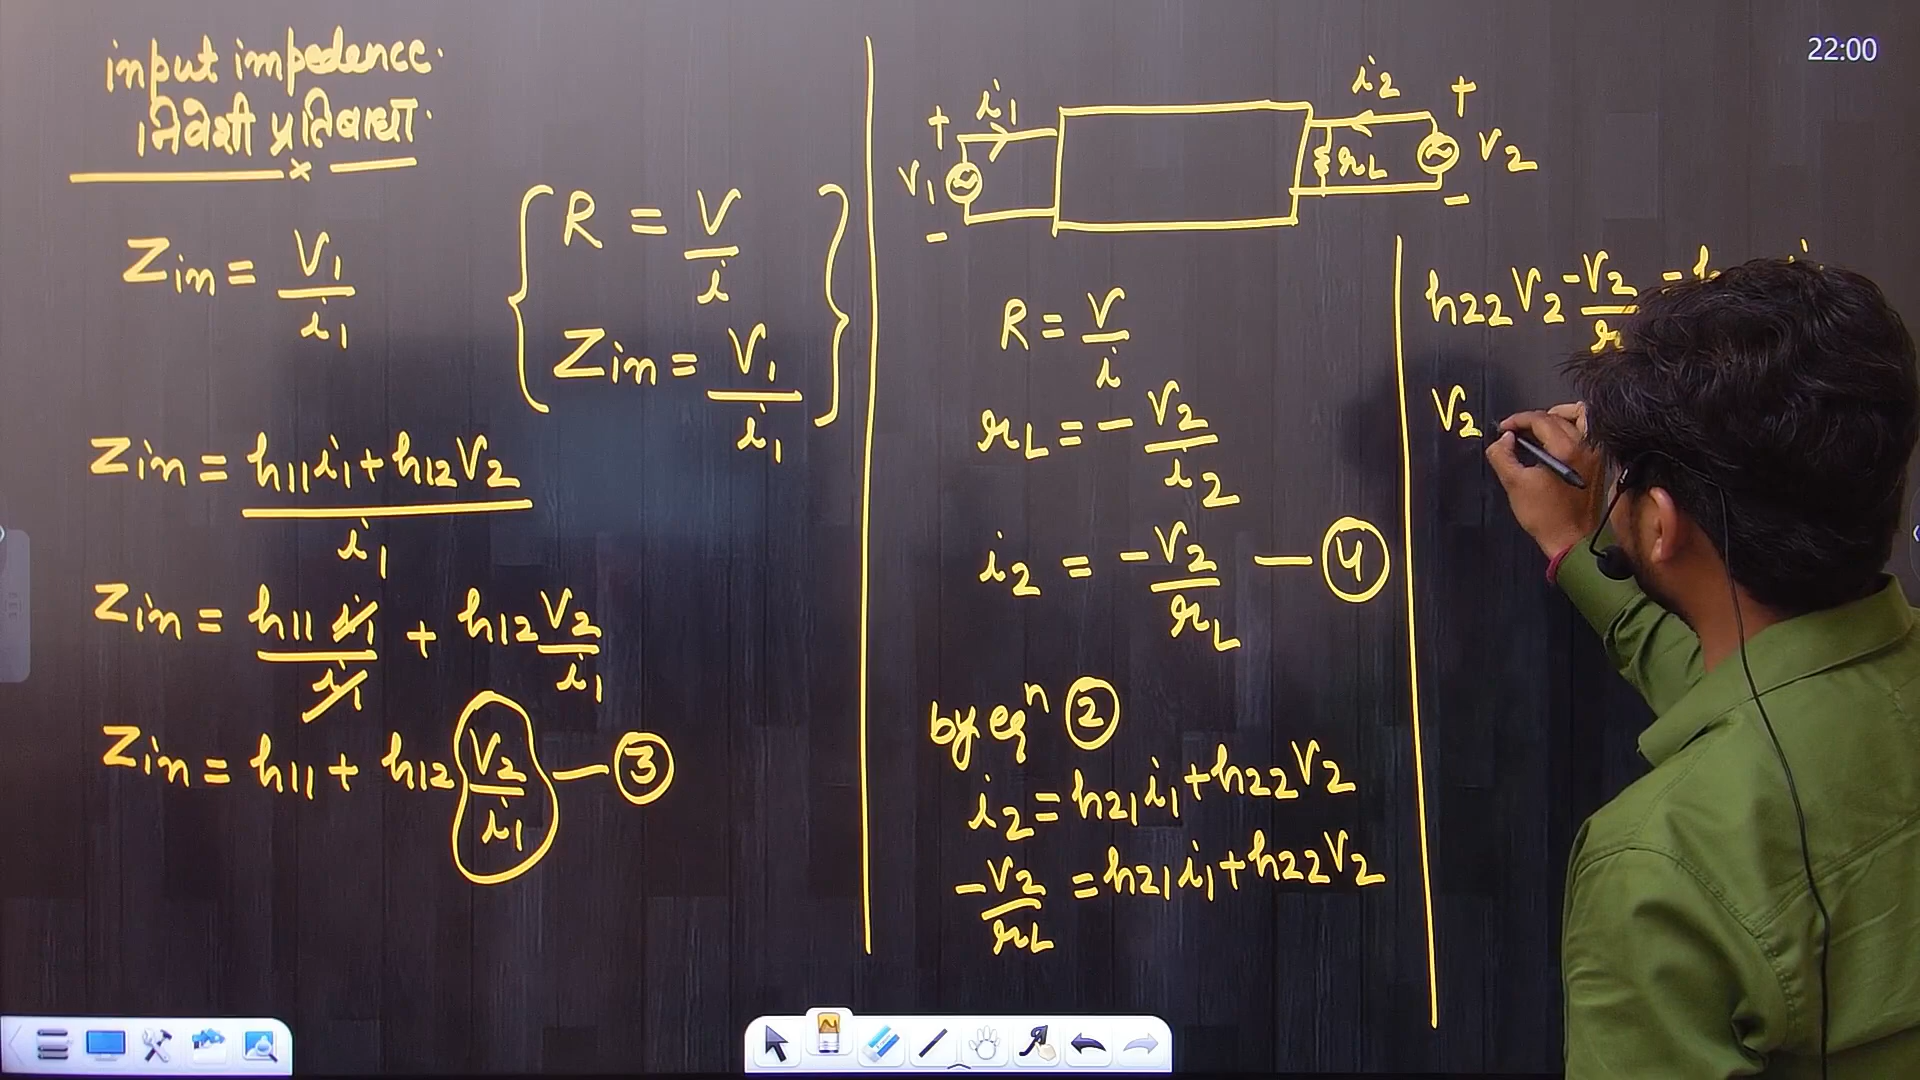 input impedence.
निवेशी प्रतिबाधा.
Zin = V1/i1
{ R = V/i
Zin = V1/i1 }
Zin = h11i1+h12V2/i1
Zin = h11 i1/i1 + h12 V2/i1
Zin = h11 + h12 V2/i1 — 3
22:00
+ i1
V1
-
i2 +
rL V2
-
R = V/i
rL = - V2/i2
i2 = -V2/rL — 4
by eqn 2
i2 = h21i1+h22V2
-V2/rL = h21i1+h22V2
h22V2 -V2
V2